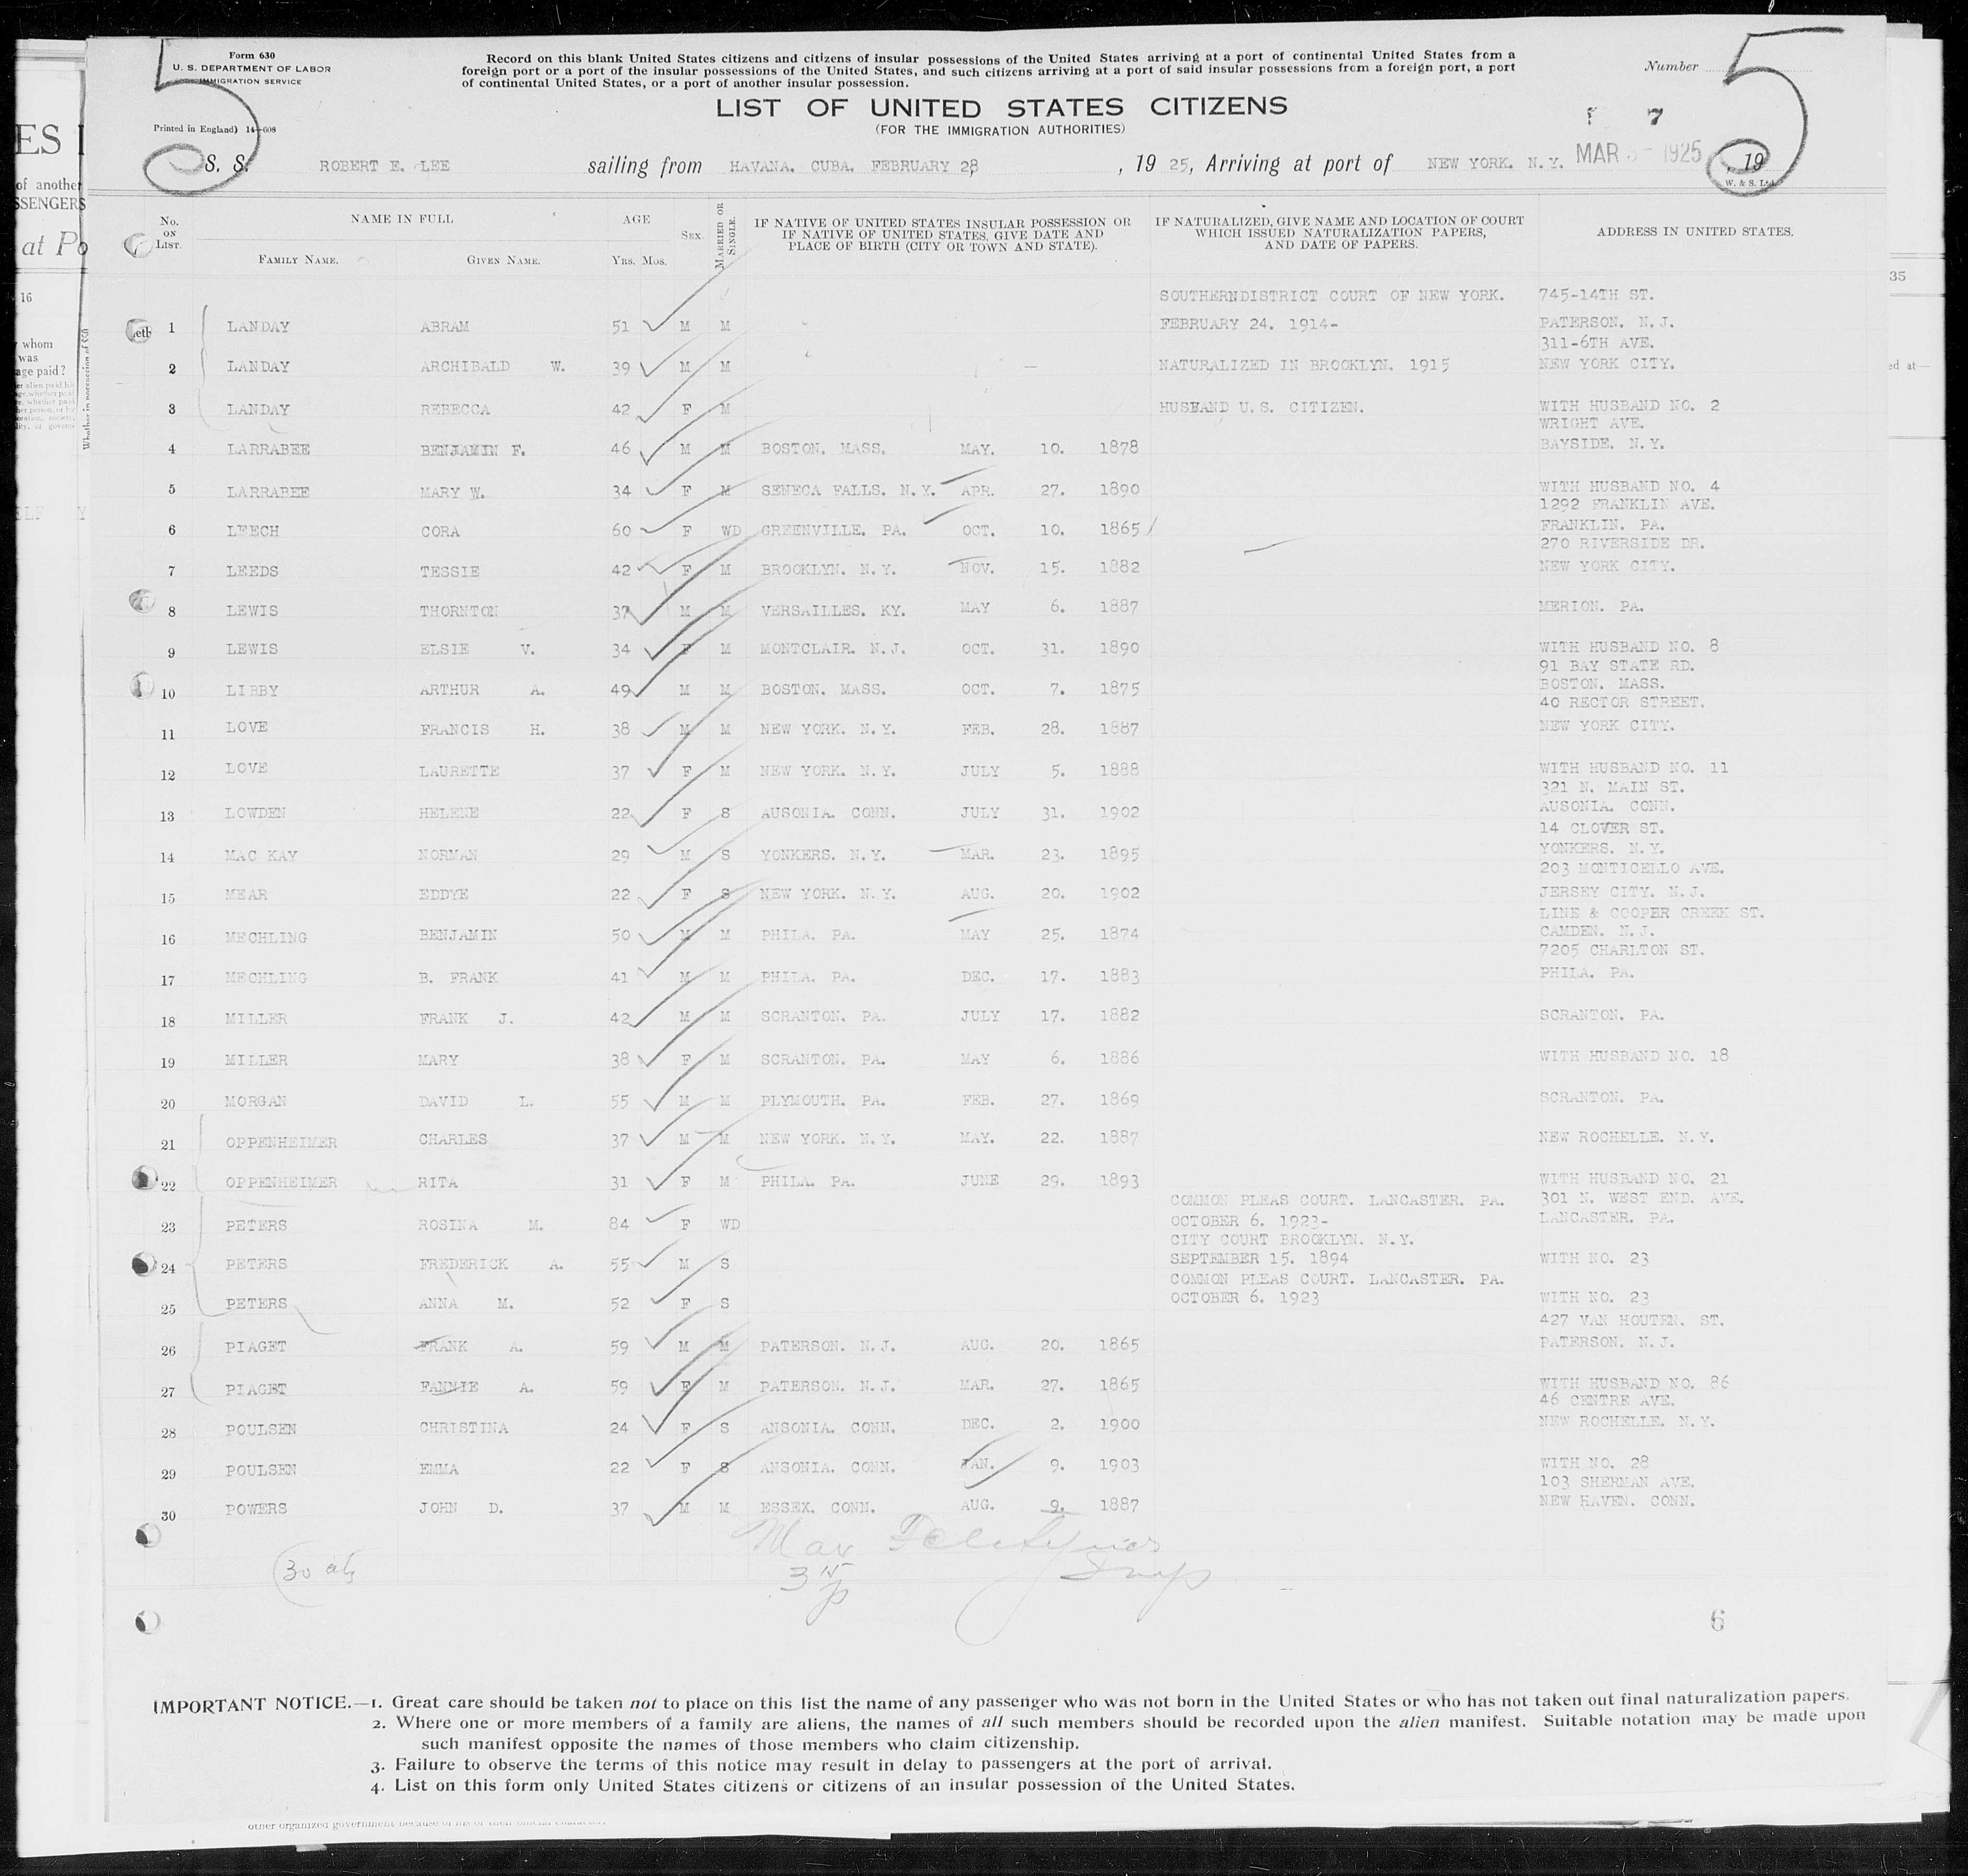 Form 630
U. S. DEPARTMENT OF LABOR
IMMIGRATION SERVICE
Printed in England) 14—608
5
Record on this blank United States citizens and citizens of insular possessions of the United States arriving at a port of continental United States from a
foreign port or a port of the insular possessions of the United States, and such citizens arriving at a port of said insular possessions from a foreign port, a port
of continental United States, or a port of another insular possession.
Number
5
LIST OF UNITED STATES CITIZENS
(FOR THE IMMIGRATION AUTHORITIES)
7
S. S. ROBERT E. LEE sailing from HAVANA. CUBA. FEBRUARY 28, 1925, Arriving at port of NEW YORK. N.Y. MAR 1925, 19
W. & S. Ltd.
No. ON LIST. NAME IN FULL AGE SEX. MARRIED OR SINGLE. IF NATIVE OF UNITED STATES INSULAR POSSESSION OR IF NATIVE OF UNITED STATES, GIVE DATE AND PLACE OF BIRTH (CITY OR TOWN AND STATE). IF NATURALIZED, GIVE NAME AND LOCATION OF COURT WHICH ISSUED NATURALIZATION PAPERS, AND DATE OF PAPERS. ADDRESS IN UNITED STATES.
FAMILY NAME. GIVEN NAME. YRS. MOS.
SOUTHERNDISTRICT COURT OF NEW YORK. 745-14TH ST.
1 LANDAY ABRAM 51 M M FEBRUARY 24. 1914- PATERSON. N.J.
311-6TH AVE.
2 LANDAY ARCHIBALD W. 39 M M NATURALIZED IN BROOKLYN. 1915 NEW YORK CITY.
3 LANDAY REBECCA 42 F M HUSBAND U.S. CITIZEN. WITH HUSBAND NO. 2
WRIGHT AVE.
4 LARRABEE BENJAMIN F. 46 M M BOSTON. MASS. MAY. 10. 1878 BAYSIDE. N.Y.
5 LARRABEE MARY W. 34 F M SENECA FALLS. N.Y. APR. 27. 1890 WITH HUSBAND NO. 4
1292 FRANKLIN AVE.
6 LEECH CORA 60 F WD GREENVILLE. PA. OCT. 10. 1865 FRANKLIN. PA.
270 RIVERSIDE DR.
7 LEEDS TESSIE 42 F M BROOKLYN. N.Y. NOV. 15. 1882 NEW YORK CITY.
8 LEWIS THORNTON 37 M M VERSAILLES. KY. MAY 6. 1887 MERION. PA.
9 LEWIS ELSIE V. 34 F M MONTCLAIR. N.J. OCT. 31. 1890 WITH HUSBAND NO. 8
91 BAY STATE RD.
10 LIBBY ARTHUR A. 49 M M BOSTON. MASS. OCT. 7. 1875 BOSTON. MASS.
40 RECTOR STREET.
11 LOVE FRANCIS H. 38 M M NEW YORK. N.Y. FEB. 28. 1887 NEW YORK CITY.
12 LOVE LAURETTE 37 F M NEW YORK. N.Y. JULY 5. 1888 WITH HUSBAND NO. 11
321 N. MAIN ST.
13 LOWDEN HELENE 22 F S AUSONIA. CONN. JULY 31. 1902 AUSONIA. CONN.
14 CLOVER ST.
14 MAC KAY NORMAN 29 M S YONKERS. N.Y. MAR. 23. 1895 YONKERS. N.Y.
203 MONTICELLO AVE.
15 MEAR EDDYE 22 F S NEW YORK. N.Y. AUG. 20. 1902 JERSEY CITY. N.J.
LINE & COOPER CREEK ST.
16 MECHLING BENJAMIN 50 M M PHILA. PA. MAY 25. 1874 CAMDEN. N.J.
7205 CHARLTON ST.
17 MECHLING B. FRANK 41 M M PHILA. PA. DEC. 17. 1883 PHILA. PA.
18 MILLER FRANK J. 42 M M SCRANTON. PA. JULY 17. 1882 SCRANTON. PA.
19 MILLER MARY 38 F M SCRANTON. PA. MAY 6. 1886 WITH HUSBAND NO. 18
20 MORGAN DAVID L. 55 M M PLYMOUTH. PA. FEB. 27. 1869 SCRANTON. PA.
21 OPPENHEIMER CHARLES 37 M M NEW YORK. N.Y. MAY. 22. 1887 NEW ROCHELLE. N.Y.
22 OPPENHEIMER RITA 31 F M PHILA. PA. JUNE 29. 1893 WITH HUSBAND NO. 21
COMMON PLEAS COURT. LANCASTER. PA. 301 N. WEST END. AVE.
23 PETERS ROSINA M. 84 F WD OCTOBER 6. 1923- LANCASTER. PA.
CITY COURT BROOKLYN. N.Y.
24 PETERS FREDERICK A. 55 M S SEPTEMBER 15. 1894 WITH NO. 23
COMMON PLEAS COURT. LANCASTER. PA.
25 PETERS ANNA M. 52 F S OCTOBER 6. 1923 WITH NO. 23
427 VAN HOUTEN. ST.
26 PIAGET FRANK A. 59 M M PATERSON. N.J. AUG. 20. 1865 PATERSON. N.J.
27 PIAGET FANNIE A. 59 F M PATERSON. N.J. MAR. 27. 1865 WITH HUSBAND NO. 86
46 CENTRE AVE.
28 POULSEN CHRISTINA 24 F S ANSONIA. CONN. DEC. 2. 1900 NEW ROCHELLE. N.Y.
29 POULSEN EMMA 22 F S ANSONIA. CONN. JAN. 9. 1903 WITH NO. 28
103 SHERMAN AVE.
30 POWERS JOHN D. 37 M M ESSEX. CONN. AUG. 9. 1887 NEW HAVEN. CONN.
30
6
IMPORTANT NOTICE.—1. Great care should be taken not to place on this list the name of any passenger who was not born in the United States or who has not taken out final naturalization papers.
2. Where one or more members of a family are aliens, the names of all such members should be recorded upon the alien manifest. Suitable notation may be made upon
such manifest opposite the names of those members who claim citizenship.
3. Failure to observe the terms of this notice may result in delay to passengers at the port of arrival.
4. List on this form only United States citizens or citizens of an insular possession of the United States.